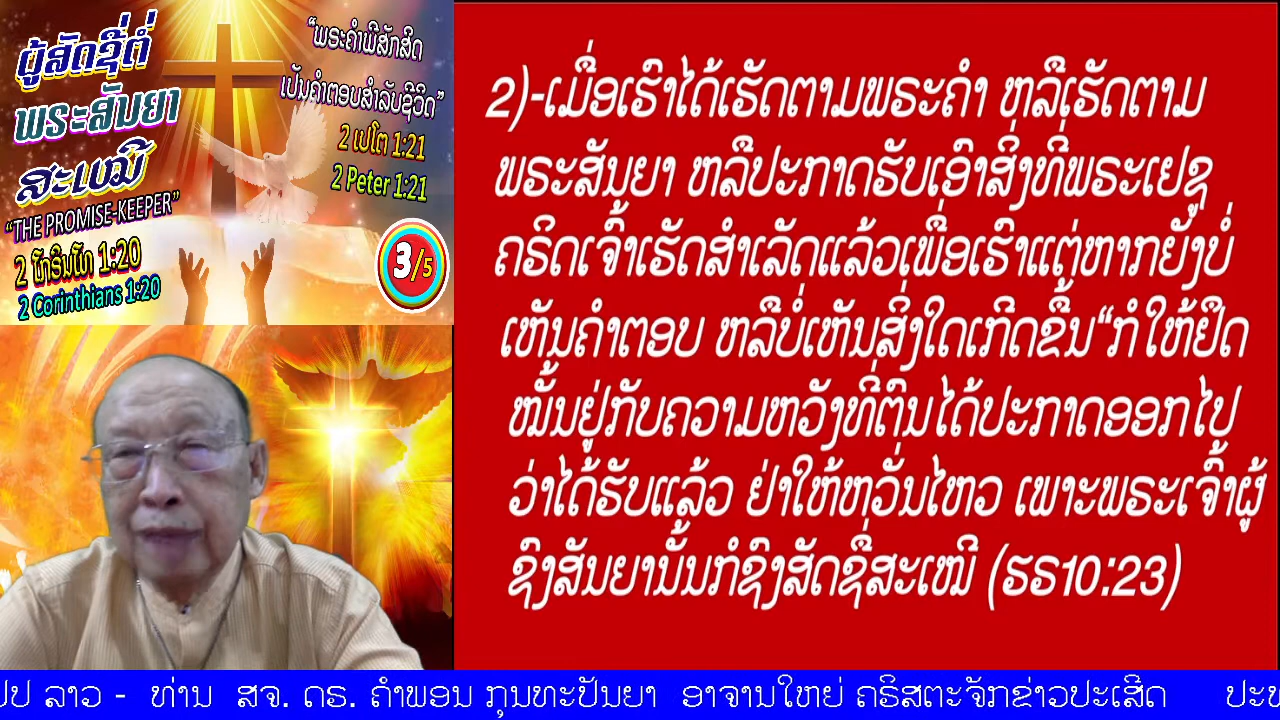 ຜູ້ສັດຊື່ຕໍ່
ພຣະສັນຍາ
ສະເໝີ
“THE PROMISE-KEEPER”
2 ໂກຣິນໂທ 1:20
2 Corinthians 1:20
“ພຣະຄໍາພີສັກສິດ
ເປັນຄໍາຕອບສໍາລັບຊີວິດ”
2 ເປໂຕ 1:21
2 Peter 1:21
3/5
2)-ເມື່ອເຮົາໄດ້ເຮັດຕາມພຣະຄໍາ ຫລືເຮັດຕາມ
ພຣະສັນຍາ ຫລືປະກາດຮັບເອົາສິ່ງທີ່ພຣະເຢຊູ
ຄຣິດເຈົ້າເຮັດສໍາເລັດແລ້ວເພື່ອເຮົາແຕ່ຫາກຍັງບໍ່
ເຫັນຄໍາຕອບ ຫລືບໍ່ເຫັນສິ່ງໃດເກີດຂື້ນ“ກໍໃຫ້ຢຶດ
ໝັ້ນຢູ່ກັບຄວາມຫວັງທີ່ຕົນໄດ້ປະກາດອອກໄປ
ວ່າໄດ້ຮັບແລ້ວ ຢ່າໃຫ້ຫວັ່ນໄຫວ ເພາະພຣະເຈົ້າຜູ້
ຊົງສັນຍານັ້ນກໍຊົງສັດຊື່ສະເໝີ (ຮຣ10:23)
ລາວ - ທ່ານ ສຈ. ດຣ. ຄໍາພອນ ກຸນທະປັນຍາ ອາຈານໃຫຍ່ ຄຣິສຕະຈັກຂ່າວປະເສີດ